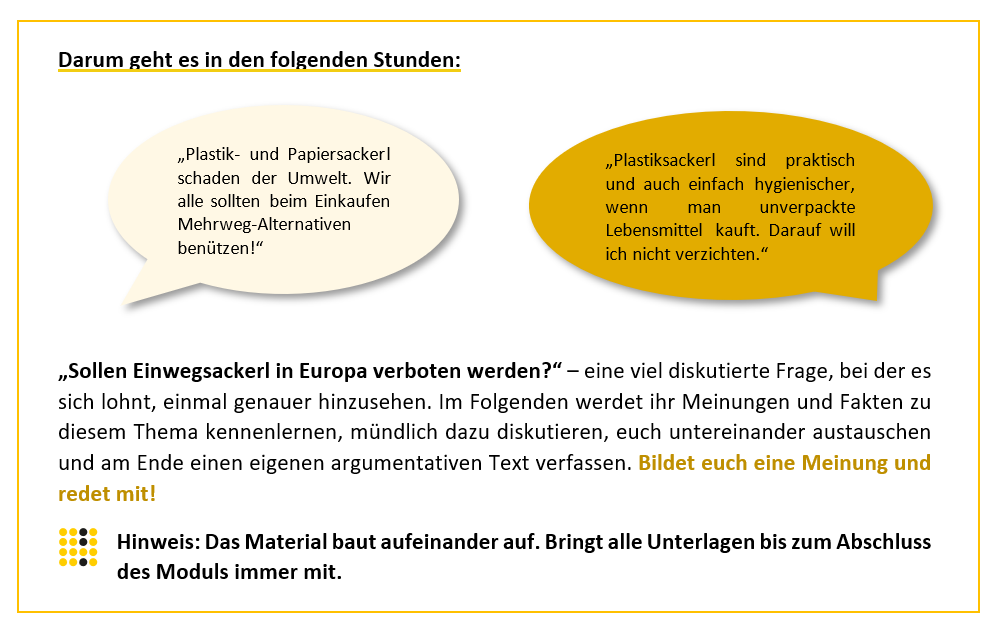 Darum geht es in den folgenden Stunden:
„Plastik- und Papiersackerl
schaden der Umwelt. Wir
alle sollten beim Einkaufen
Mehrweg-Alternativen
benützen!“
„Plastiksackerl sind praktisch
und auch einfach hygienischer,
wenn man unverpackte
Lebensmittel kauft. Darauf will
ich nicht verzichten.“
„Sollen Einwegsackerl in Europa verboten werden?“ – eine viel diskutierte Frage, bei der es
sich lohnt, einmal genauer hinzusehen. Im Folgenden werdet ihr Meinungen und Fakten zu
diesem Thema kennenlernen, mündlich dazu diskutieren, euch untereinander austauschen
und am Ende einen eigenen argumentativen Text verfassen. Bildet euch eine Meinung und
redet mit!
Hinweis: Das Material baut aufeinander auf. Bringt alle Unterlagen bis zum Abschluss
des Moduls immer mit.